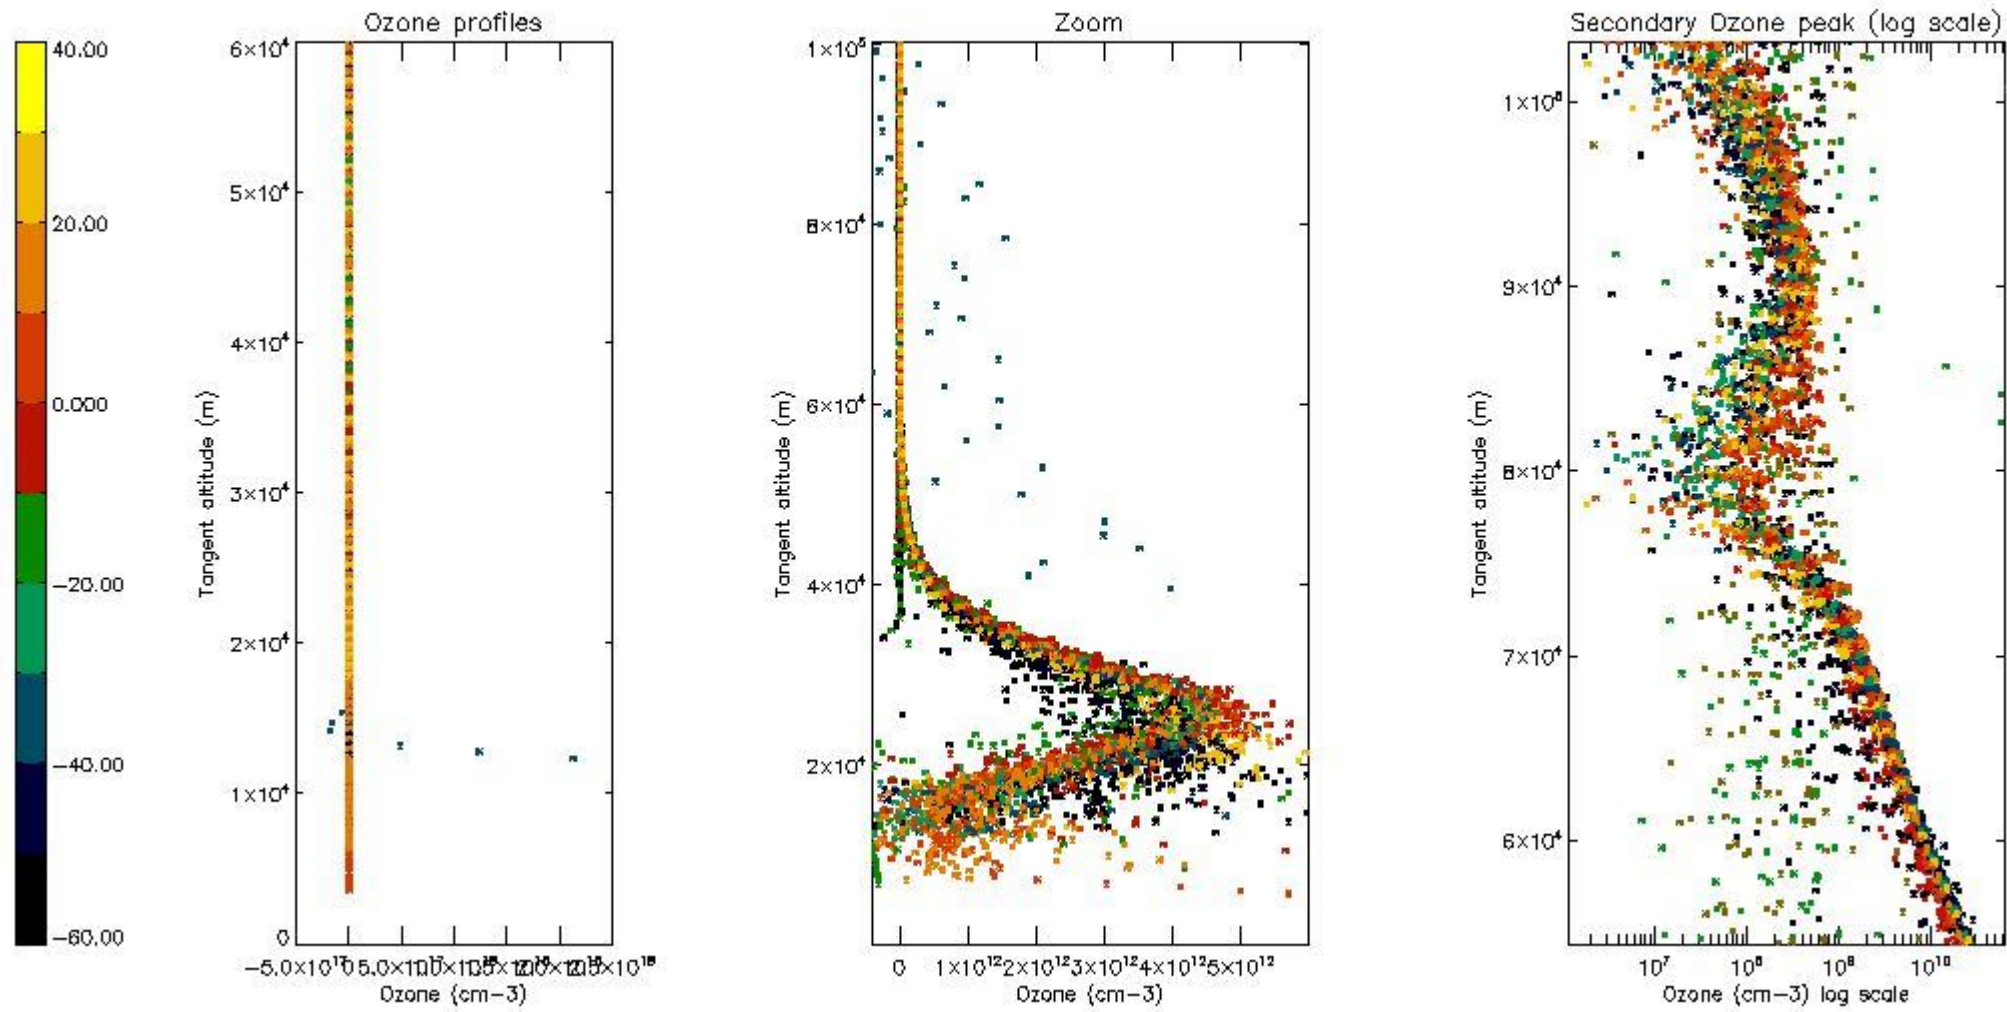 Ozone profiles
Zoom
Secondary Ozone peak (log scale)
40.00
20.00
0.000
−20.00
−40.00
−60.00
6×10⁴
5×10⁴
4×10⁴
3×10⁴
2×10⁴
1×10⁴
0
Tangent altitude (m)
−5.0×10¹⁷
Ozone (cm−3)
1×10⁵
8×10⁴
6×10⁴
4×10⁴
2×10⁴
Tangent altitude (m)
0 1×10¹² 2×10¹² 3×10¹² 4×10¹² 5×10¹²
Ozone (cm−3)
9×10⁴
8×10⁴
7×10⁴
6×10⁴
Tangent altitude (m)
10⁷ 10⁸ 10⁹ 10¹⁰
Ozone (cm−3) log scale